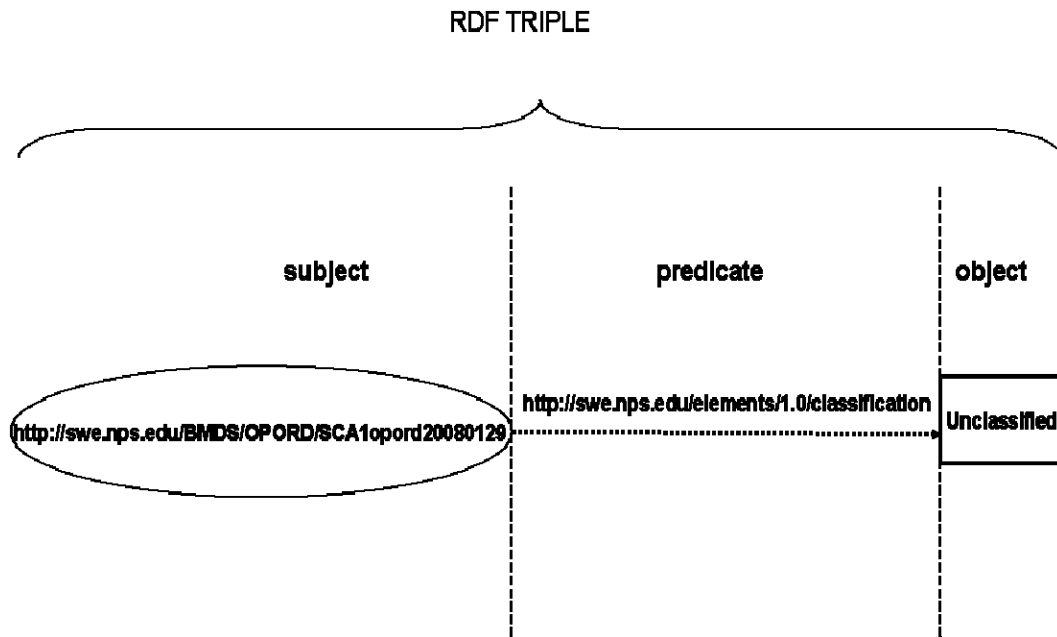 RDF TRIPLE
subject
predicate
object
http://swe.nps.edu/BMDS/OPORD/SCA1opord20080129
http://swe.nps.edu/elements/1.0/classification
Unclassified